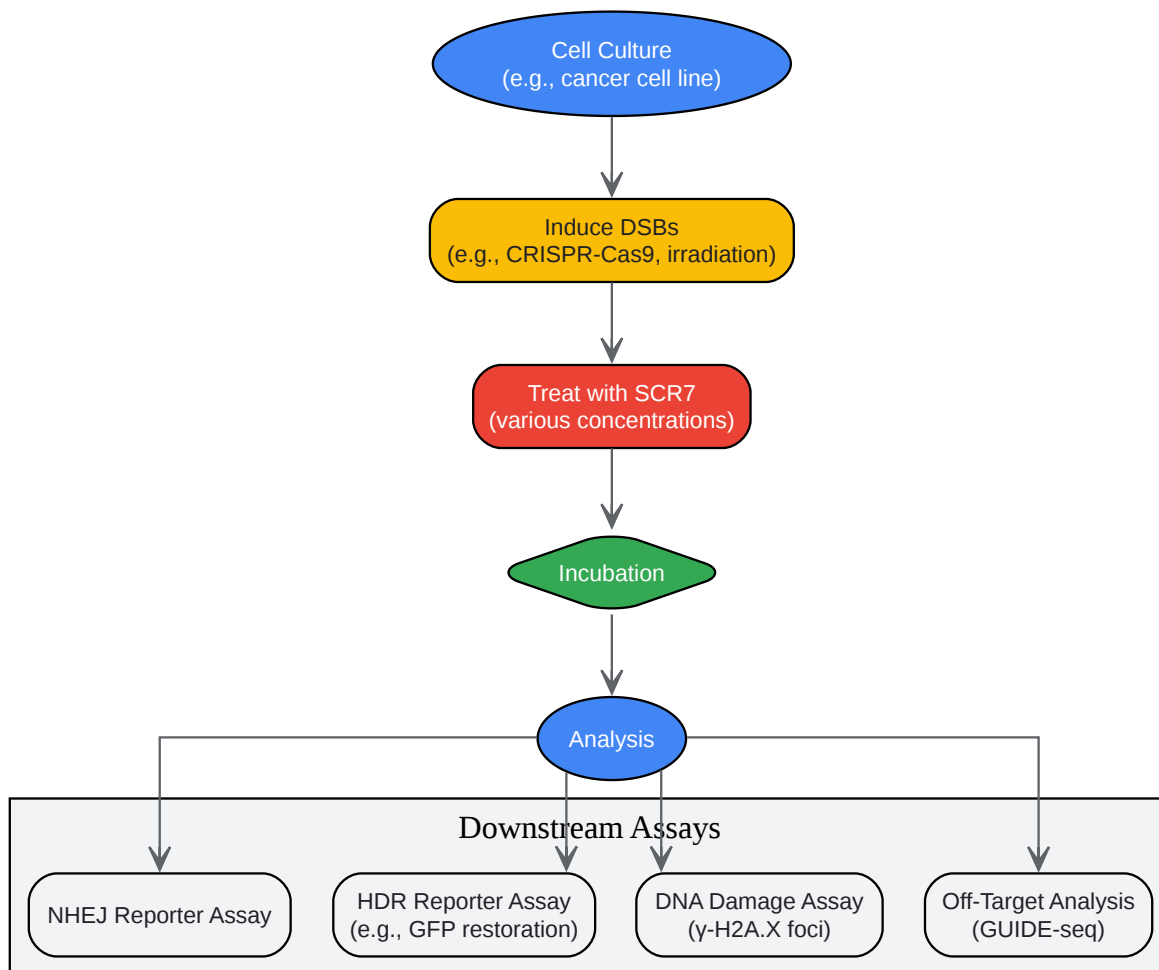 Cell Culture
(e.g., cancer cell line)
Induce DSBs
(e.g., CRISPR-Cas9, irradiation)
Treat with SCR7
(various concentrations)
Incubation
Analysis
Downstream Assays
NHEJ Reporter Assay
HDR Reporter Assay
(e.g., GFP restoration)
DNA Damage Assay
(γ-H2A.X foci)
Off-Target Analysis
(GUIDE-seq)